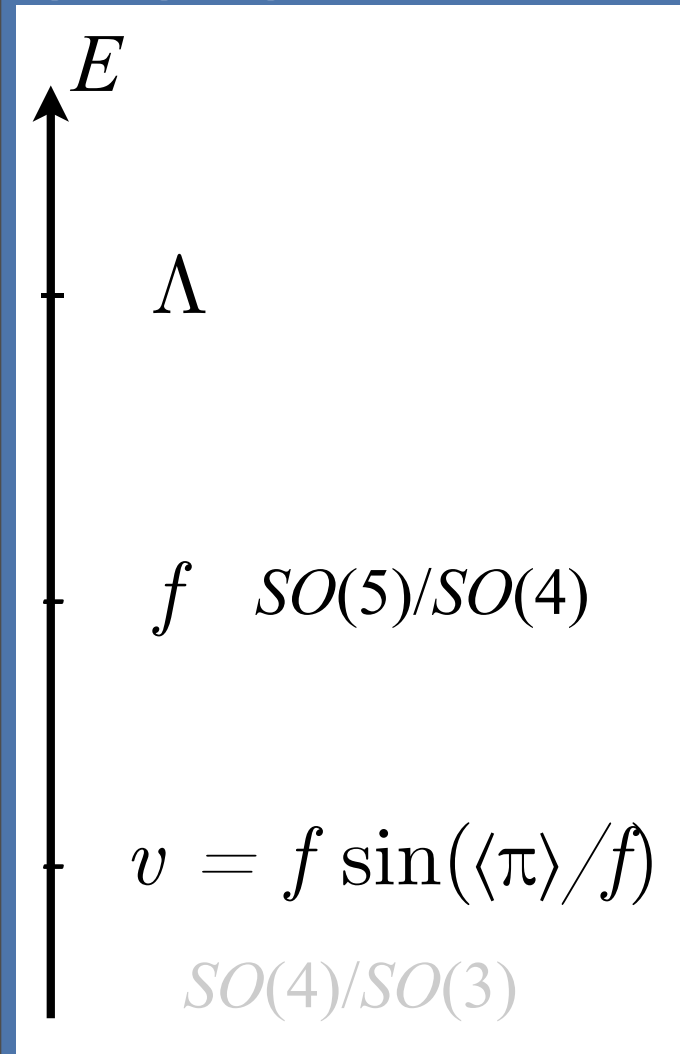 E
Λ
f SO(5)/SO(4)
v = f sin(⟨π⟩/f)
SO(4)/SO(3)